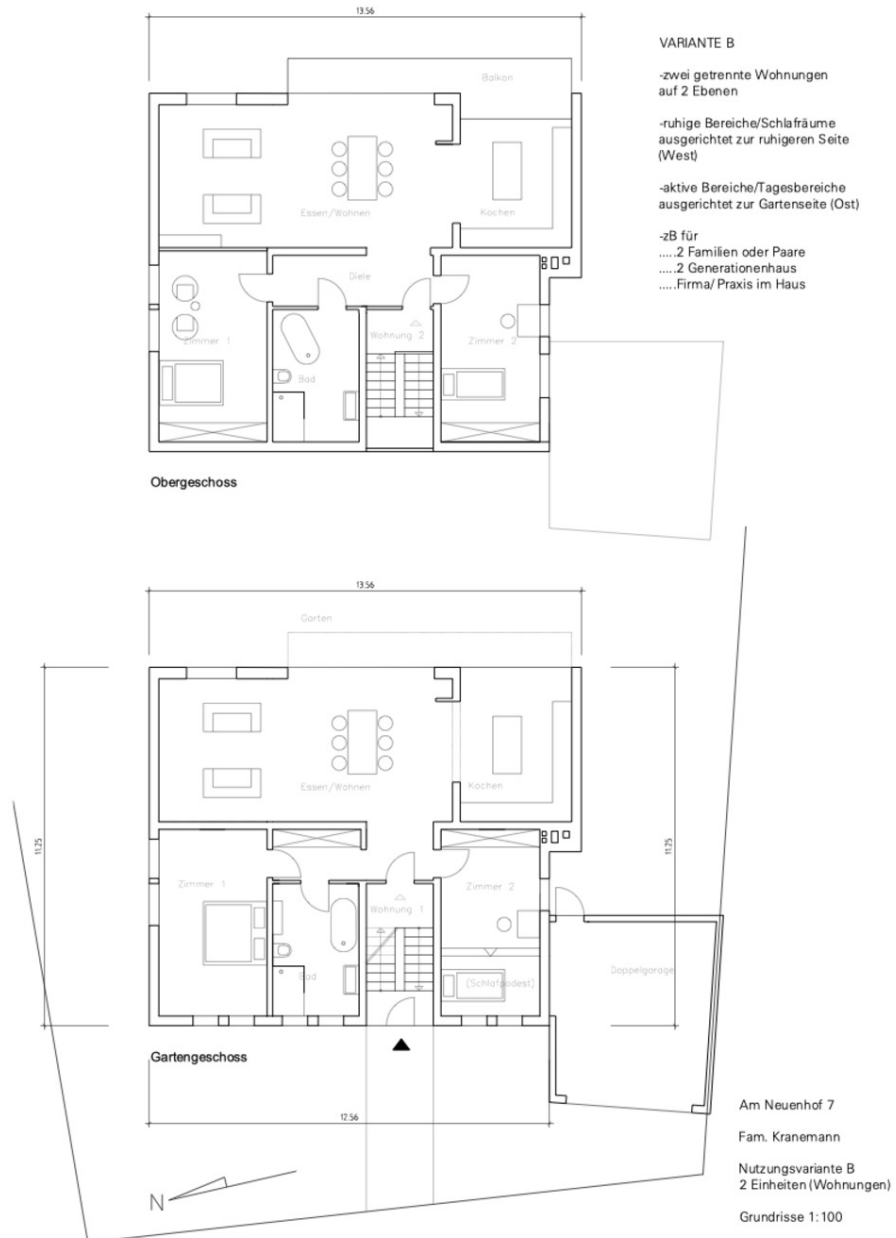 13.56
VARIANTE B
-zwei getrennte Wohnungen
auf 2 Ebenen
-ruhige Bereiche/Schlafräume
ausgerichtet zur ruhigeren Seite
(West)
-aktive Bereiche/Tagesbereiche
ausgerichtet zur Gartenseite (Ost)
-zB für
.....2 Familien oder Paare
.....2 Generationenhaus
.....Firma/Praxis im Haus
Balkon
Essen/Wohnen
Kochen
Diele
Zimmer 1
Wohnung 2
Zimmer 2
Bad
Obergeschoss
13.56
Garten
Essen/Wohnen
Kochen
11.25
11.25
Zimmer 1
Zimmer 2
Wohnung 1
Bad
(Schlafpodest)
Doppelgarage
Gartengeschoss
12.56
N
Am Neuenhof 7
Fam. Kranemann
Nutzungsvariante B
2 Einheiten (Wohnungen)
Grundrisse 1:100